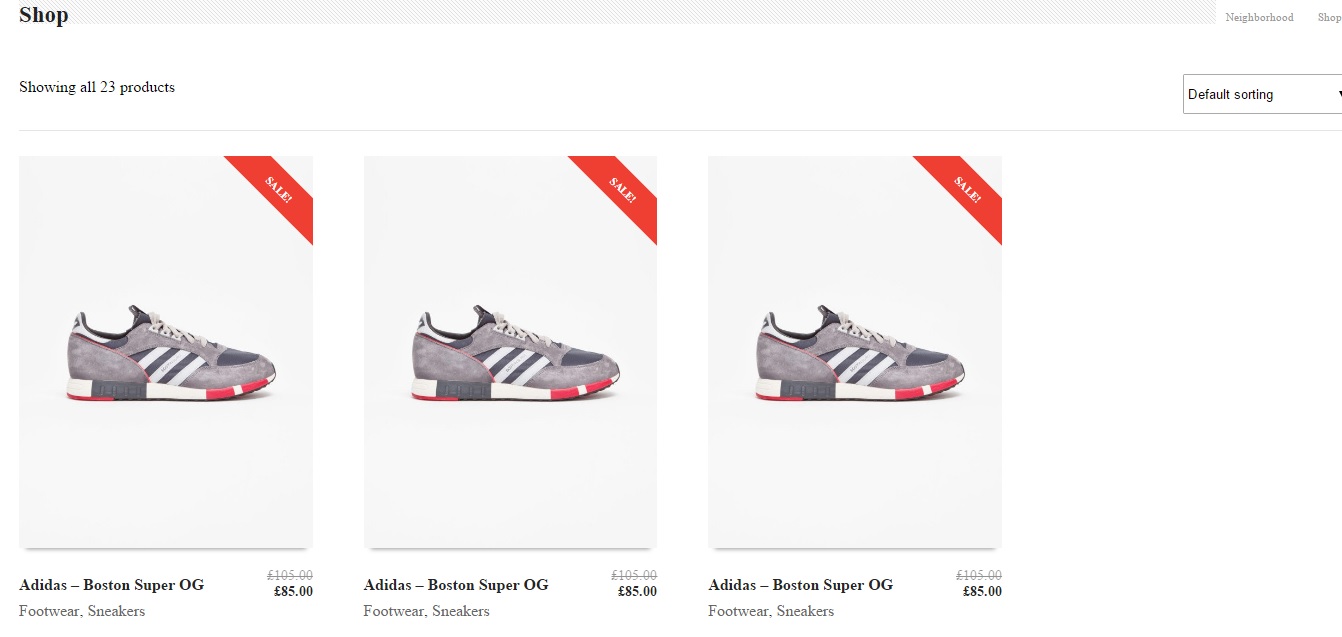 Shop
Neighborhood Shop
Showing all 23 products
Default sorting
SALE!
SALE!
SALE!
Adidas – Boston Super OG
£105.00
£85.00
Footwear, Sneakers
Adidas – Boston Super OG
£105.00
£85.00
Footwear, Sneakers
Adidas – Boston Super OG
£105.00
£85.00
Footwear, Sneakers